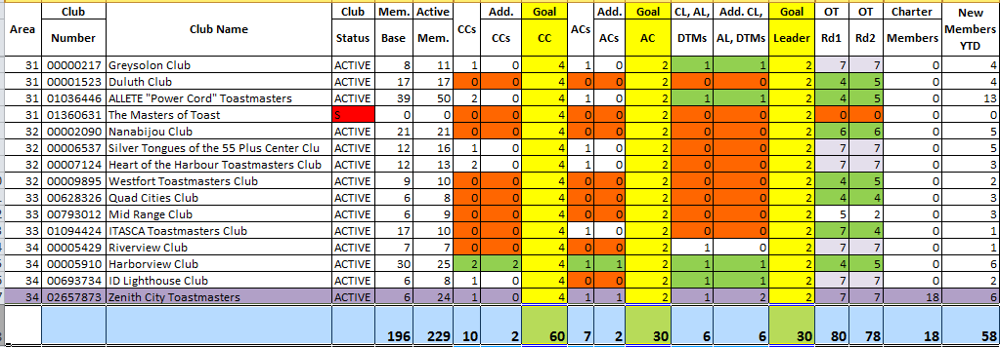 Club Club Mem. Active Add. Goal Add. Goal CL, AL, Add. CL, Goal OT OT Charter New
Area Club Name CCs ACs Members
Number Status Base Mem. CCs CC ACs AC DTMs AL, DTMs Leader Rd1 Rd2 Members YTD
31 00000217 Greysolon Club ACTIVE 8 11 1 0 4 1 0 2 1 1 2 7 7 0 4
31 00001523 Duluth Club ACTIVE 17 17 0 0 4 0 0 2 0 0 2 4 5 0 4
31 01036446 ALLETE "Power Cord" Toastmasters ACTIVE 39 50 2 0 4 1 0 2 1 1 2 4 5 0 13
31 01360631 The Masters of Toast S 0 0 0 0 4 0 0 2 0 0 2 0 0 0 0
32 00002090 Nanabijou Club ACTIVE 21 21 0 0 4 0 0 2 0 0 2 6 6 0 5
32 00006537 Silver Tongues of the 55 Plus Center Clu ACTIVE 12 16 1 0 4 1 0 2 0 0 2 7 7 0 5
32 00007124 Heart of the Harbour Toastmasters Club ACTIVE 12 13 2 0 4 1 0 2 0 0 2 7 7 0 3
32 00009895 Westfort Toastmasters Club ACTIVE 9 10 0 0 4 0 0 2 0 0 2 4 5 0 2
33 00628326 Quad Cities Club ACTIVE 6 8 0 0 4 0 0 2 0 0 2 4 4 0 3
33 00793012 Mid Range Club ACTIVE 6 9 0 0 4 0 0 2 0 0 2 5 2 0 3
33 01094424 ITASCA Toastmasters Club ACTIVE 17 10 0 0 4 1 0 2 0 0 2 7 4 0 1
34 00005429 Riverview Club ACTIVE 7 7 0 0 4 0 0 2 1 0 2 7 7 0 1
34 00005910 Harborview Club ACTIVE 30 25 2 2 4 1 1 2 1 1 2 4 5 0 6
34 00693734 ID Lighthouse Club ACTIVE 6 8 1 0 4 0 0 2 1 1 2 7 7 0 2
34 02657873 Zenith City Toastmasters ACTIVE 6 24 1 0 4 1 1 2 1 2 2 7 7 18 6
196 229 10 2 60 7 2 30 6 6 30 80 78 18 58